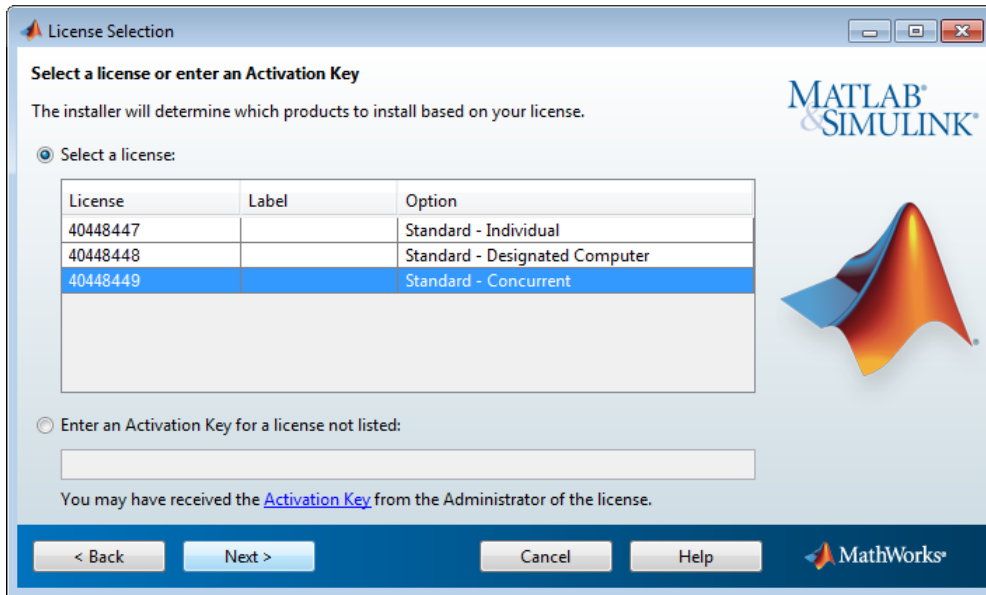 License Selection
Select a license or enter an Activation Key
The installer will determine which products to install based on your license.
MATLAB®
&SIMULINK®
Select a license:
License Label Option
40448447 Standard - Individual
40448448 Standard - Designated Computer
40448449 Standard - Concurrent
Enter an Activation Key for a license not listed:
You may have received the Activation Key from the Administrator of the license.
< Back Next > Cancel Help MathWorks®